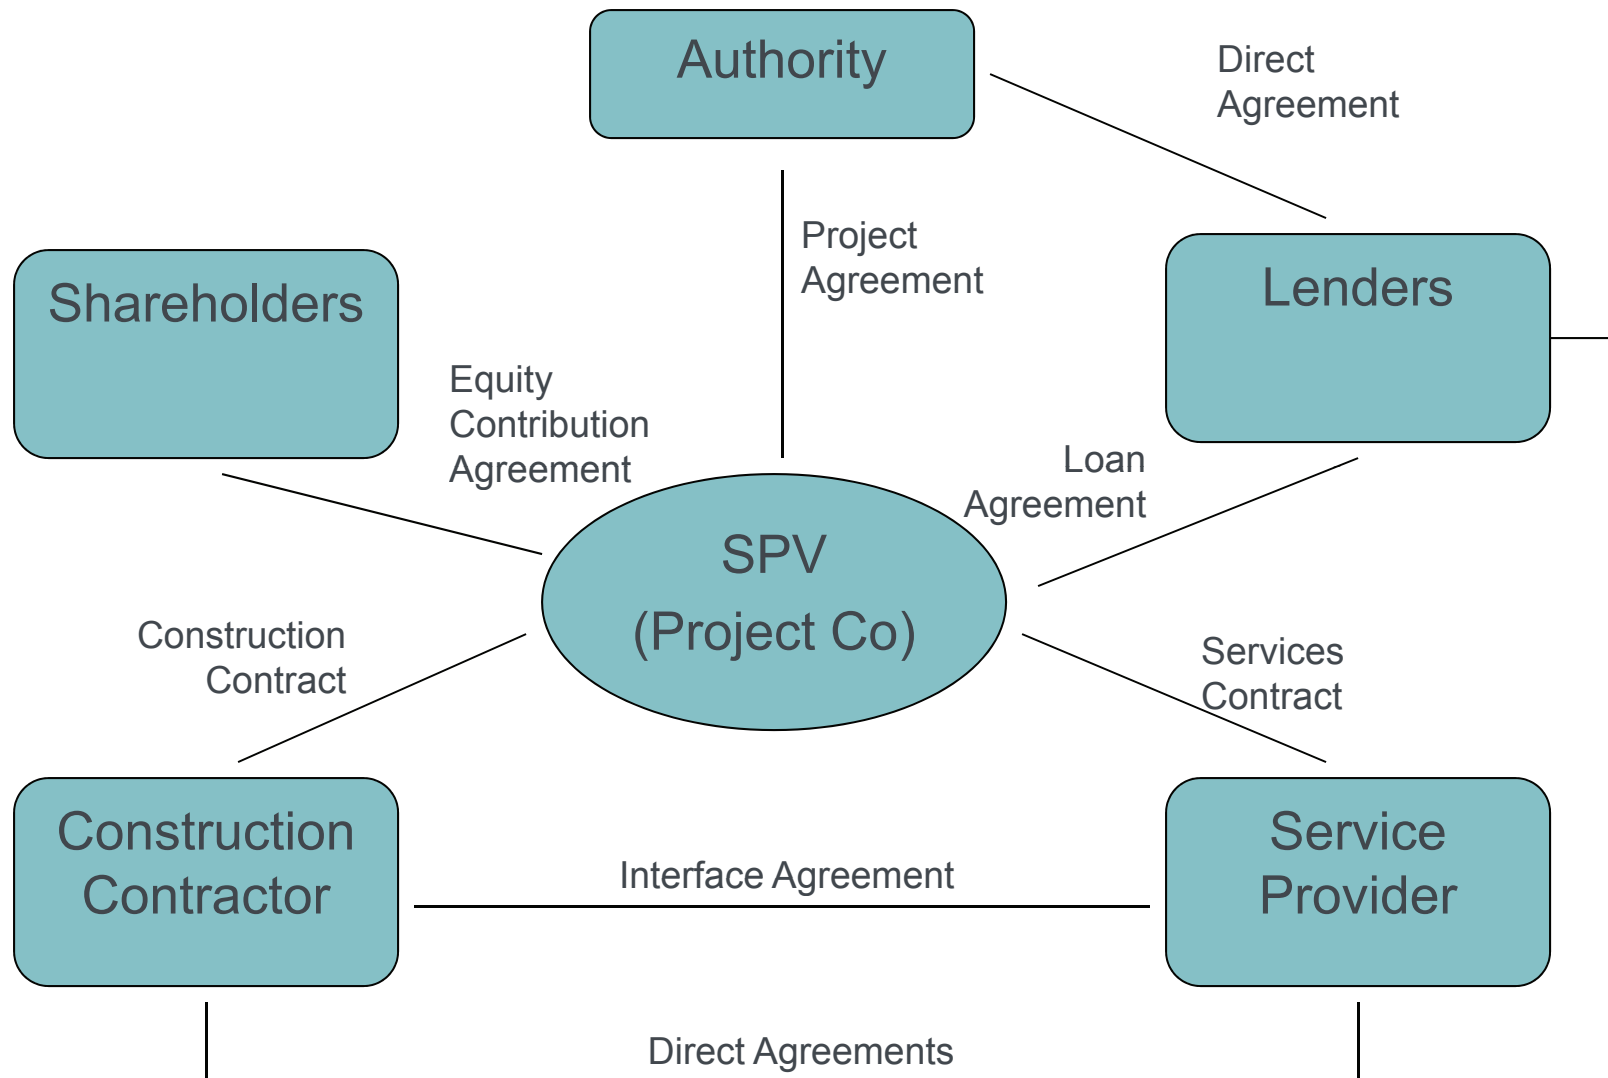 Authority
Direct
Agreement
Project
Agreement
Shareholders
Lenders
Equity
Contribution
Agreement
Loan
Agreement
SPV
(Project Co)
Construction
Contract
Services
Contract
Construction
Contractor
Interface Agreement
Service
Provider
Direct Agreements